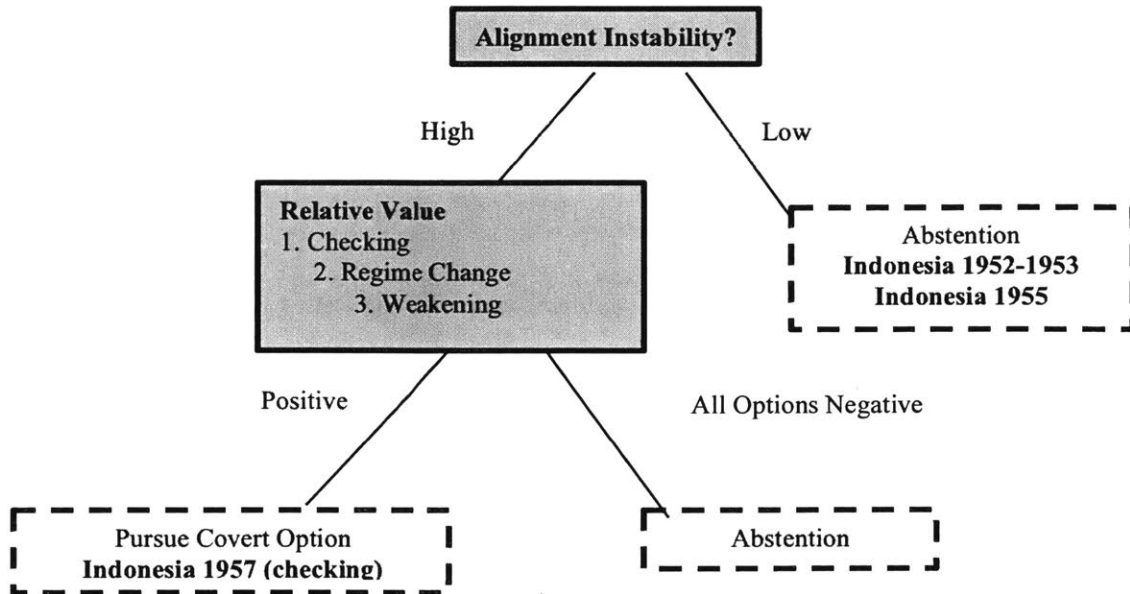 Alignment Instability?
High
Low
Relative Value
1. Checking
2. Regime Change
3. Weakening
Abstention
Indonesia 1952-1953
Indonesia 1955
Positive
All Options Negative
Pursue Covert Option
Indonesia 1957 (checking)
Abstention